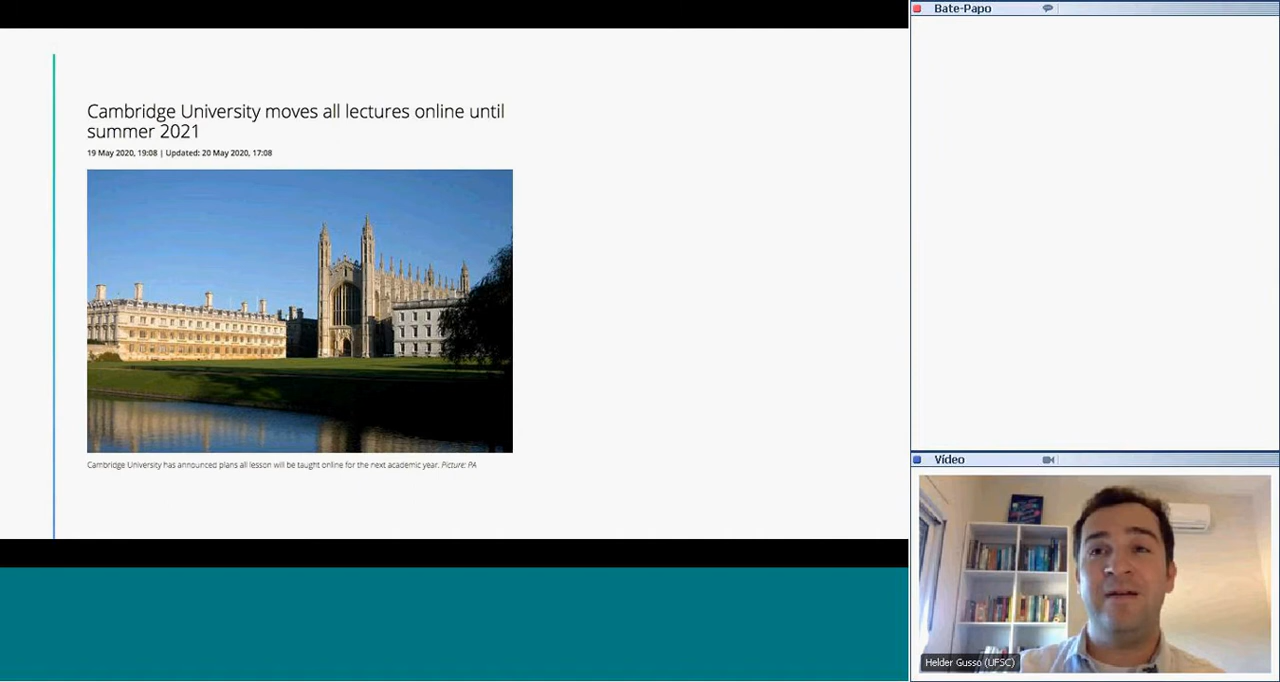 Bate-Papo
Cambridge University moves all lectures online until
summer 2021
19 May 2020, 19:08 | Updated: 20 May 2020, 17:08
Cambridge University has announced plans all lesson will be taught online for the next academic year. Picture: PA
Vídeo
Helder Gusso (UFSC)